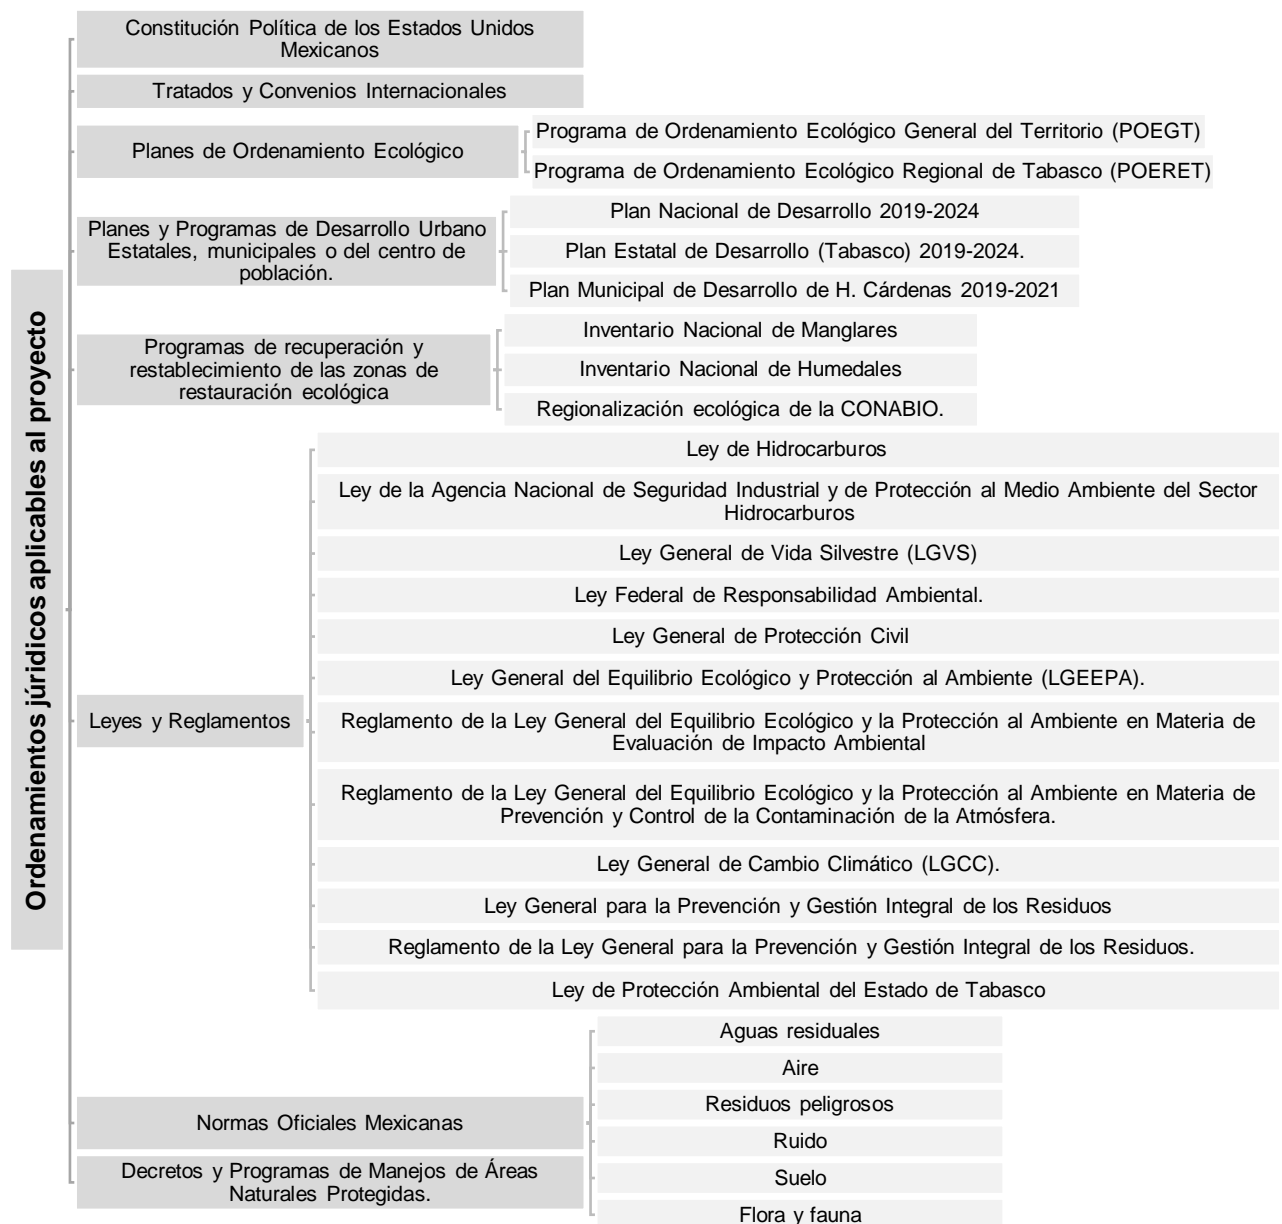 Ordenamientos júridicos aplicables al proyecto
Constitución Política de los Estados Unidos
Mexicanos
Tratados y Convenios Internacionales
Planes de Ordenamiento Ecológico
Programa de Ordenamiento Ecológico General del Territorio (POEGT)
Programa de Ordenamiento Ecológico Regional de Tabasco (POERET)
Planes y Programas de Desarrollo Urbano
Estatales, municipales o del centro de
población.
Plan Nacional de Desarrollo 2019-2024
Plan Estatal de Desarrollo (Tabasco) 2019-2024.
Plan Municipal de Desarrollo de H. Cárdenas 2019-2021
Programas de recuperación y
restablecimiento de las zonas de
restauración ecológica
Inventario Nacional de Manglares
Inventario Nacional de Humedales
Regionalización ecológica de la CONABIO.
Leyes y Reglamentos
Ley de Hidrocarburos
Ley de la Agencia Nacional de Seguridad Industrial y de Protección al Medio Ambiente del Sector
Hidrocarburos
Ley General de Vida Silvestre (LGVS)
Ley Federal de Responsabilidad Ambiental.
Ley General de Protección Civil
Ley General del Equilibrio Ecológico y Protección al Ambiente (LGEEPA).
Reglamento de la Ley General del Equilibrio Ecológico y la Protección al Ambiente en Materia de
Evaluación de Impacto Ambiental
Reglamento de la Ley General del Equilibrio Ecológico y la Protección al Ambiente en Materia de
Prevención y Control de la Contaminación de la Atmósfera.
Ley General de Cambio Climático (LGCC).
Ley General para la Prevención y Gestión Integral de los Residuos
Reglamento de la Ley General para la Prevención y Gestión Integral de los Residuos.
Ley de Protección Ambiental del Estado de Tabasco
Normas Oficiales Mexicanas
Aguas residuales
Aire
Residuos peligrosos
Ruido
Suelo
Flora y fauna
Decretos y Programas de Manejos de Áreas
Naturales Protegidas.